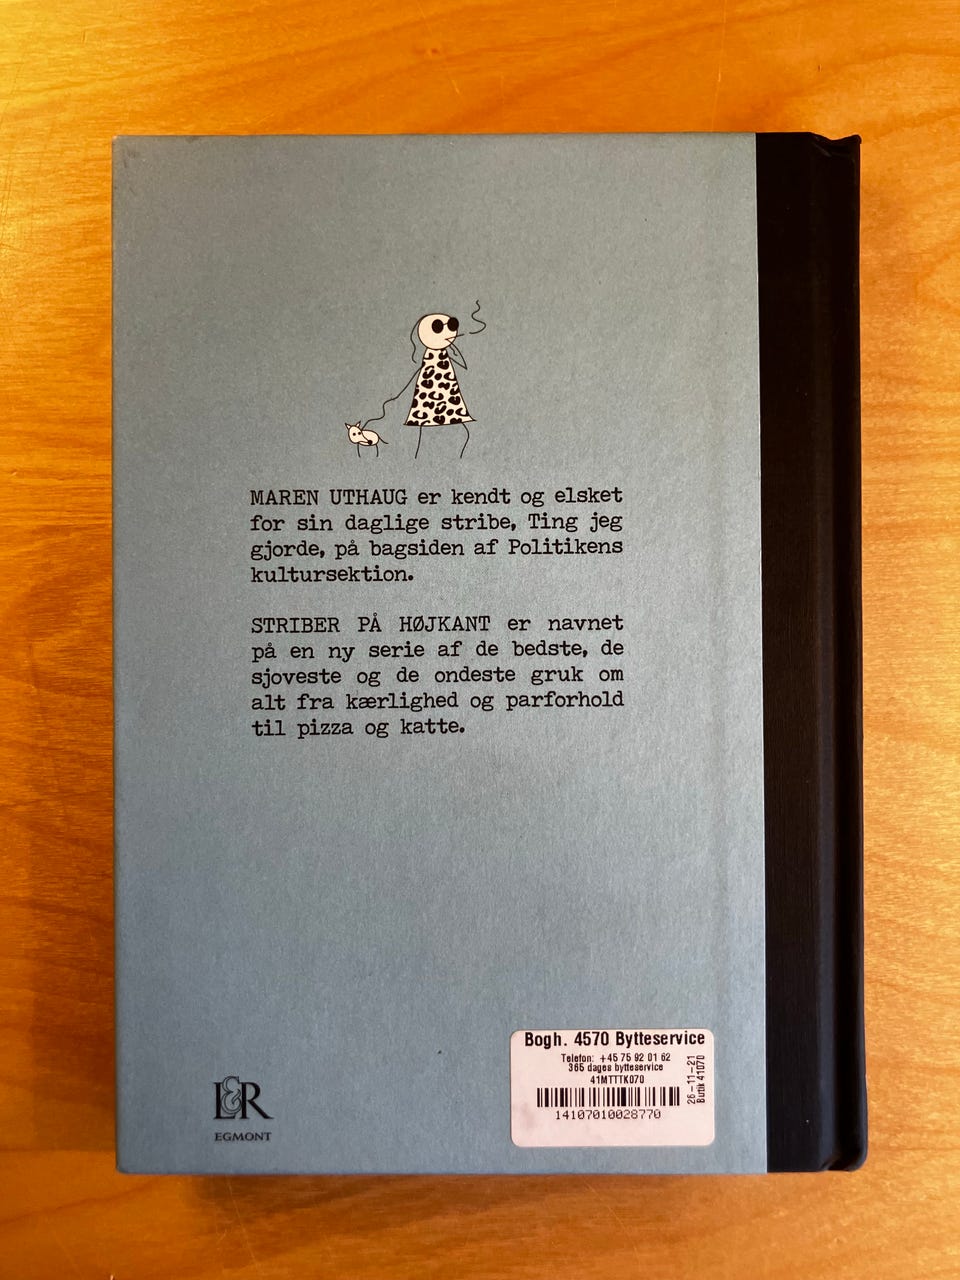 MAREN UTHAUG er kendt og elsket
for sin daglige stribe, Ting jeg
gjorde, på bagsiden af Politikens
kultursektion.
STRIBER PÅ HØJKANT er navnet
på en ny serie af de bedste, de
sjoveste og de ondeste gruk om
alt fra kærlighed og parforhold
til pizza og katte.
L&R
EGMONT
Bogh. 4570 Bytteservice
Telefon: +45 75 92 01 62
365 dages bytteservice
41MTTTK070
14107010028770
26-11-21
Butik 41070